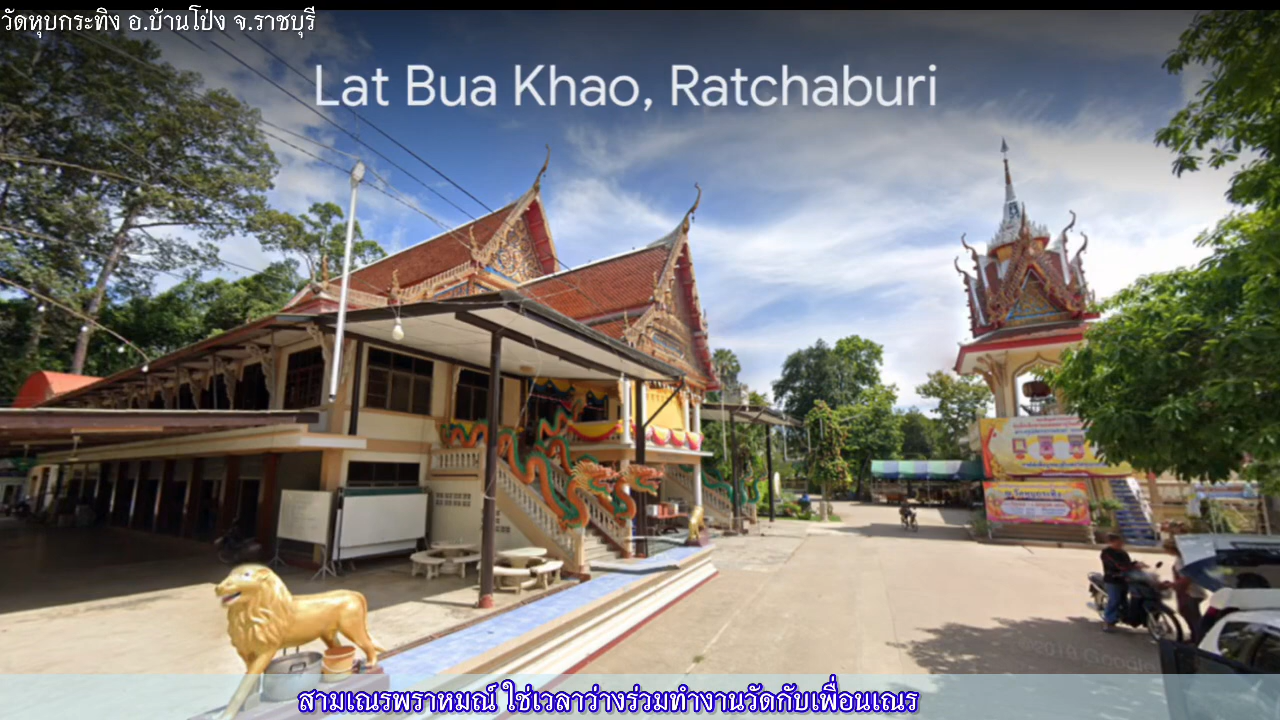 วัดหุบกระทิง อ.บ้านโป่ง จ.ราชบุรี
Lat Bua Khao, Ratchaburi
©2019 Google
สามเณรพราหมณ์ ใช่เวลาว่างร่วมทำงานวัดกับเพื่อนเณร